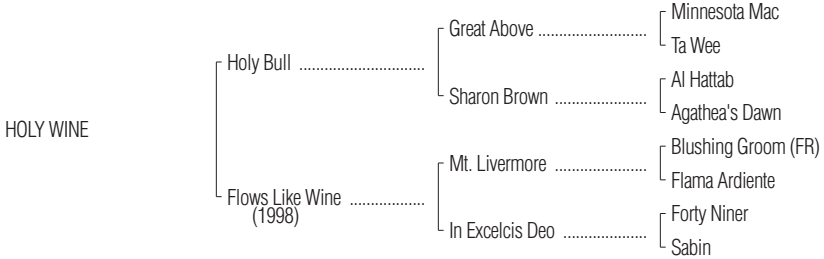 Minnesota Mac
Great Above ..........................
Ta Wee
Holy Bull ..............................
Al Hattab
Sharon Brown ......................
Agathea's Dawn
HOLY WINE
Blushing Groom (FR)
Mt. Livermore ......................
Flama Ardiente
Flows Like Wine ..................
(1998)
Forty Niner
In Excelcis Deo ....................
Sabin